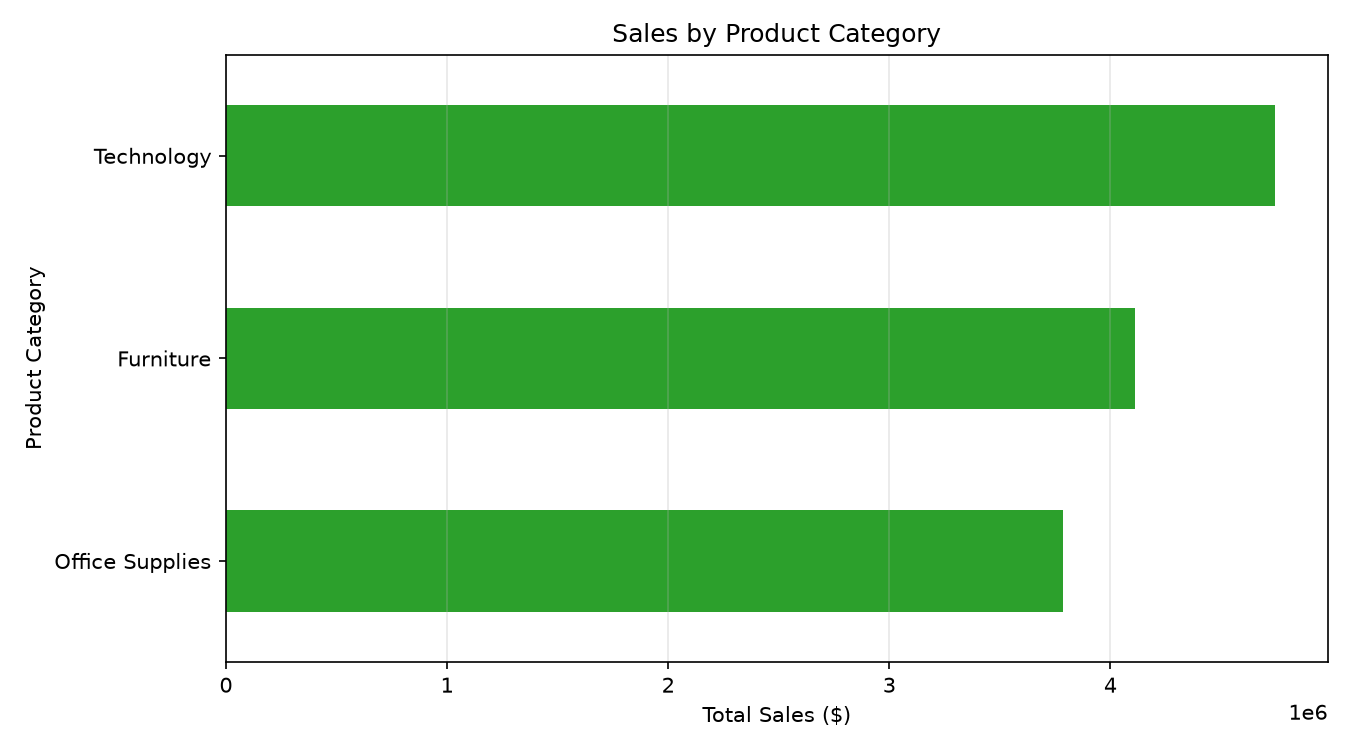 Sales by Product Category
Technology
Furniture
Office Supplies
Product Category
0 1 2 3 4
Total Sales ($)
1e6